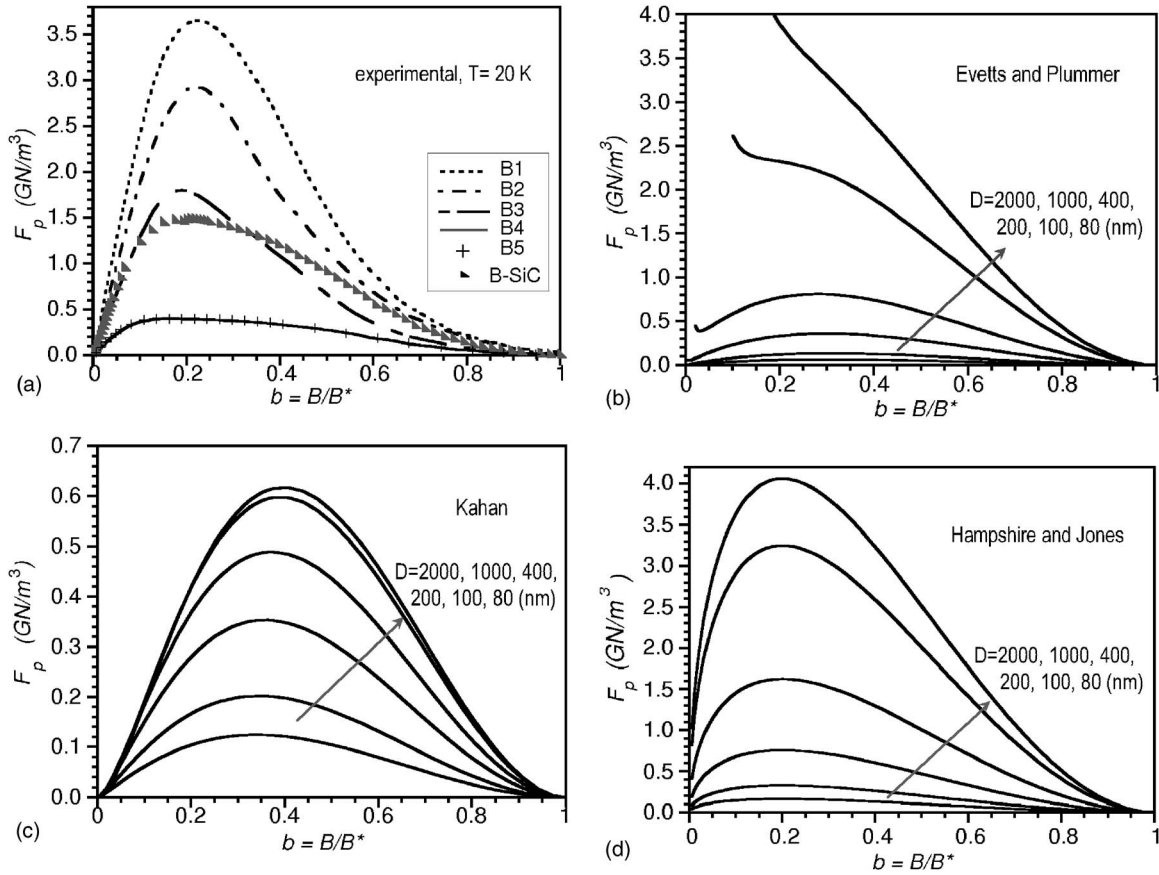 (a)
F_p (GN/m³)
3.5
3.0
2.5
2.0
1.5
1.0
0.5
0.0
experimental, T= 20 K
B1
B2
B3
B4
B5
B-SiC
0 0.2 0.4 0.6 0.8 1
b = B/B*
(b)
F_p (GN/m³)
4.0
3.5
3.0
2.5
2.0
1.5
1.0
0.5
0.0
Evetts and Plummer
D=2000, 1000, 400,
200, 100, 80 (nm)
0 0.2 0.4 0.6 0.8 1
b = B/B*
(c)
F_p (GN/m³)
0.7
0.6
0.5
0.4
0.3
0.2
0.1
0.0
Kahan
D=2000, 1000, 400,
200, 100, 80 (nm)
0 0.2 0.4 0.6 0.8 1
b = B/B*
(d)
F_p (GN/m³)
4.0
3.5
3.0
2.5
2.0
1.5
1.0
0.5
0.0
Hampshire and Jones
D=2000, 1000, 400,
200, 100, 80 (nm)
0 0.2 0.4 0.6 0.8 1
b = B/B*